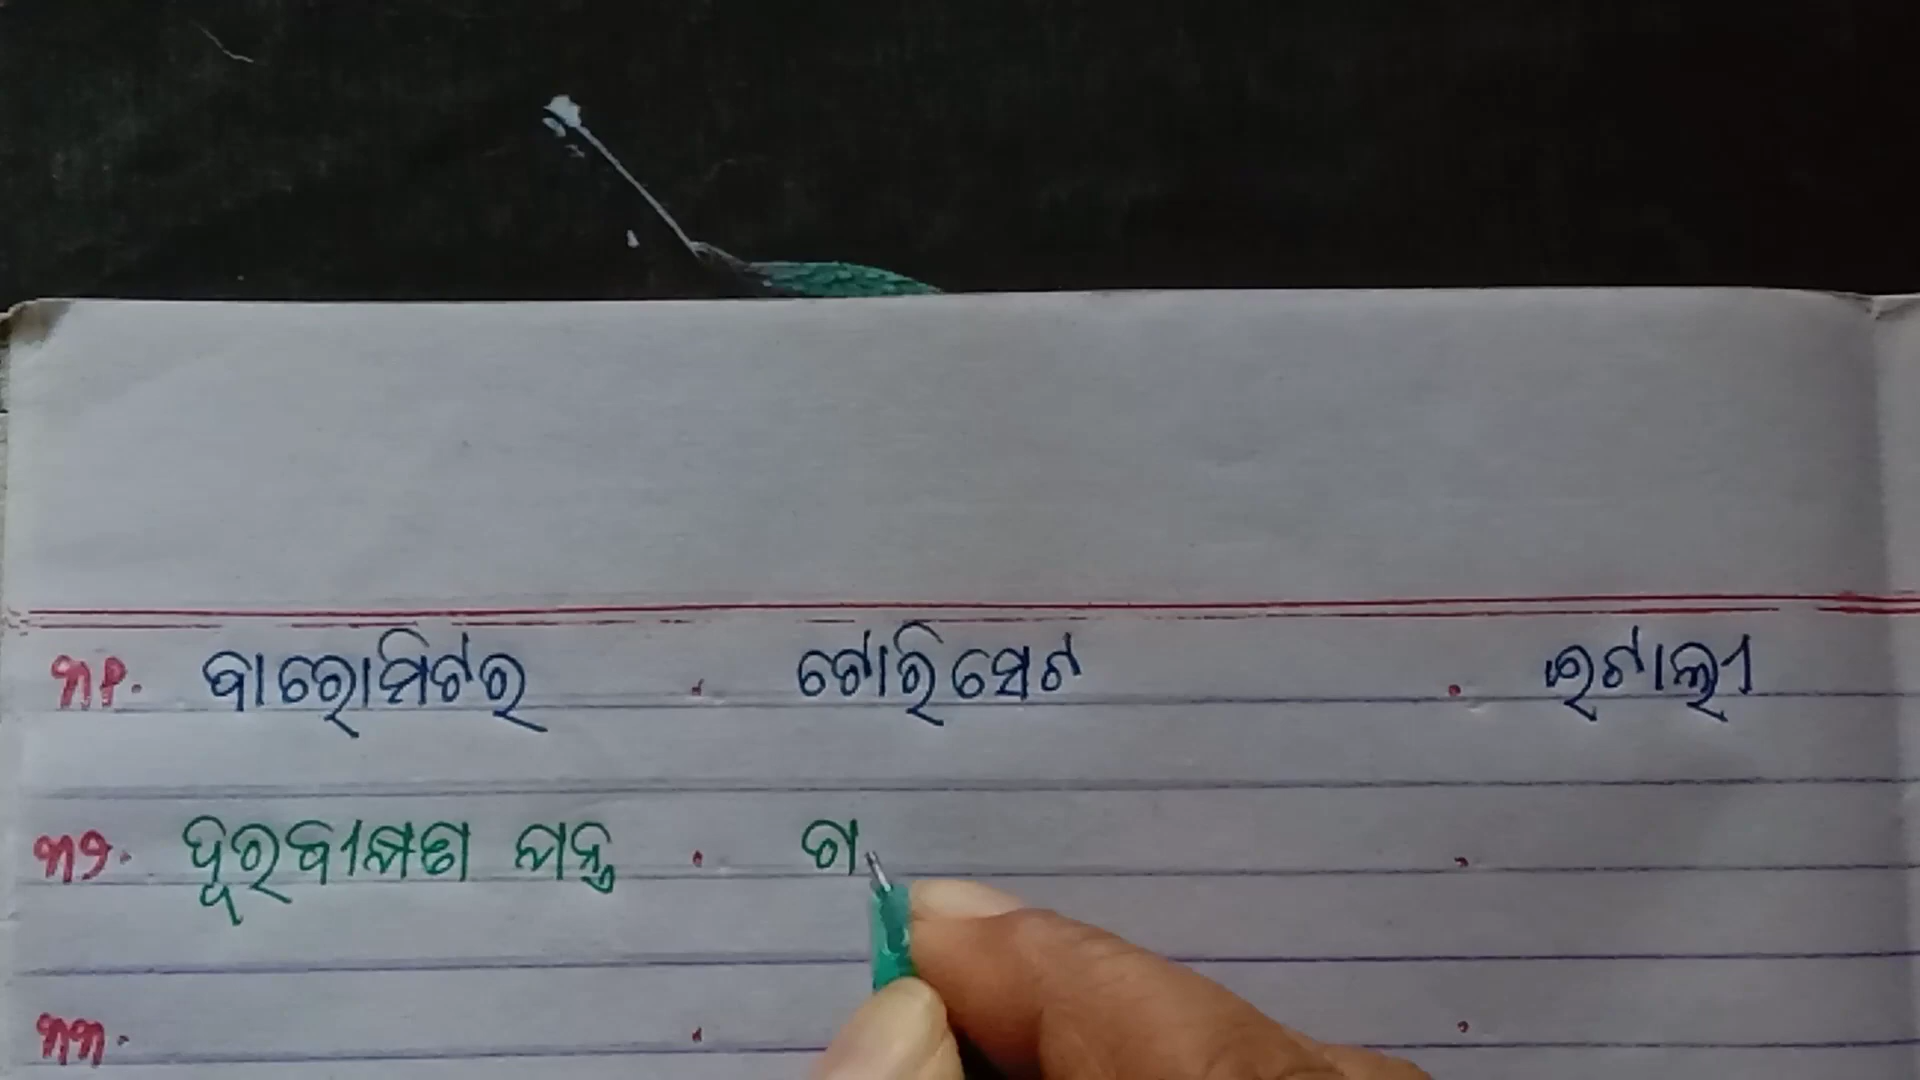 ୩୧. ବାରୋମିଟର . ଟୋରିସେଟ . ଇଟାଲୀ
୩୨. ଦୂରବୀକ୍ଷଣ ଯନ୍ତ୍ର . ଗା .
୩୩. . .